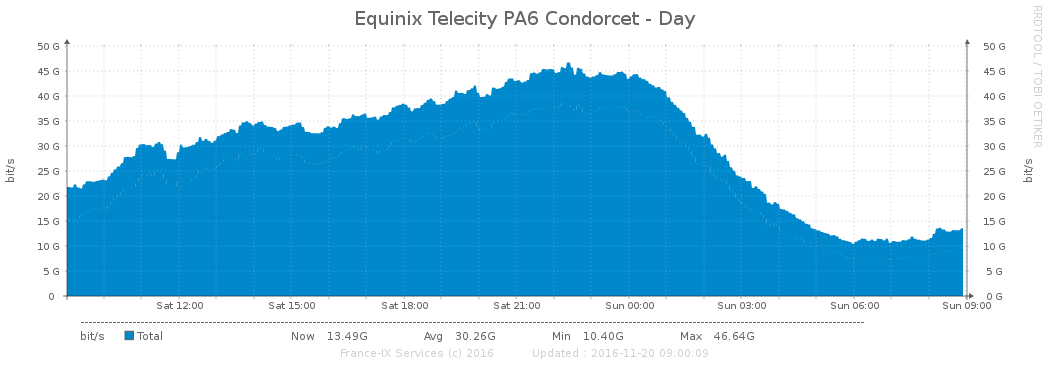 Equinix Telecity PA6 Condorcet - Day
RRDTOOL / TOBI OETIKER
50 G 50 G
45 G 45 G
40 G 40 G
35 G 35 G
30 G 30 G
25 G 25 G
20 G 20 G
15 G 15 G
10 G 10 G
5 G 5 G
0 0 G
bit/s bit/s
Sat 12:00 Sat 15:00 Sat 18:00 Sat 21:00 Sun 00:00 Sun 03:00 Sun 06:00 Sun 09:00
bit/s Total Now 13.49G Avg 30.26G Min 10.40G Max 46.64G
France-IX Services (c) 2016 Updated : 2016-11-20 09:00:09